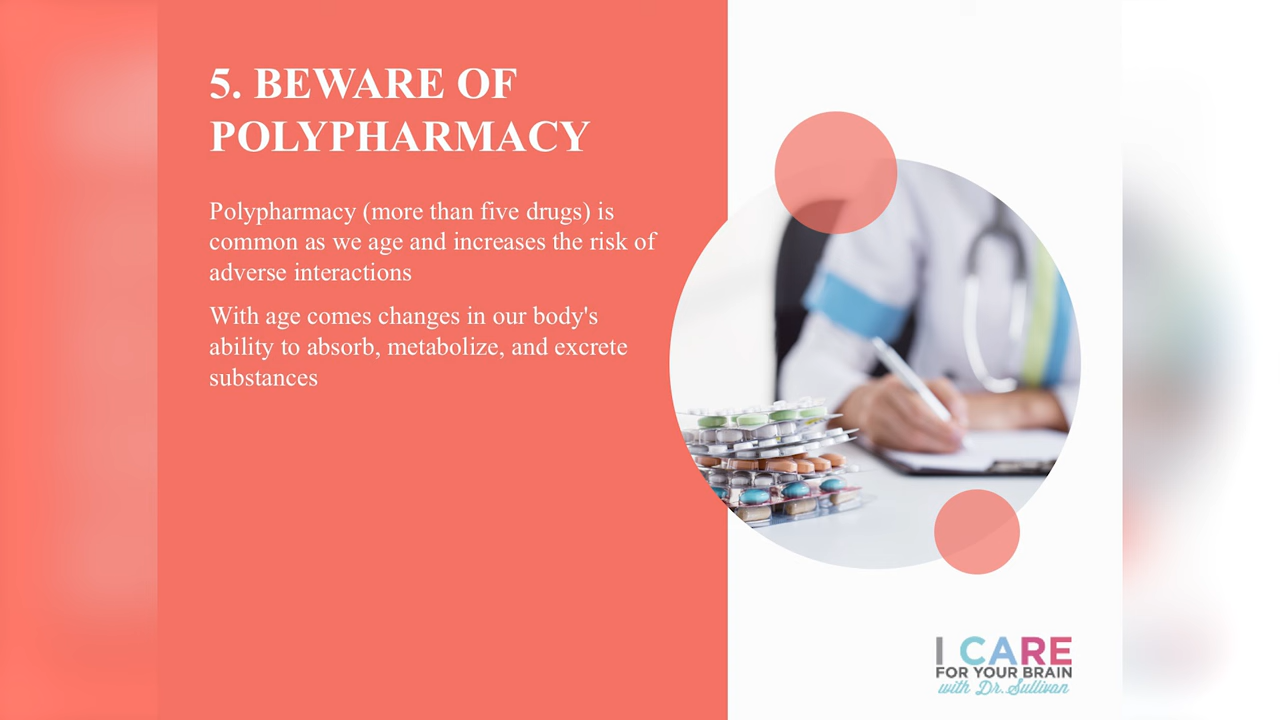 5. BEWARE OF
POLYPHARMACY
Polypharmacy (more than five drugs) is
common as we age and increases the risk of
adverse interactions
With age comes changes in our body's
ability to absorb, metabolize, and excrete
substances
I CARE
FOR YOUR BRAIN
with Dr. Sullivan